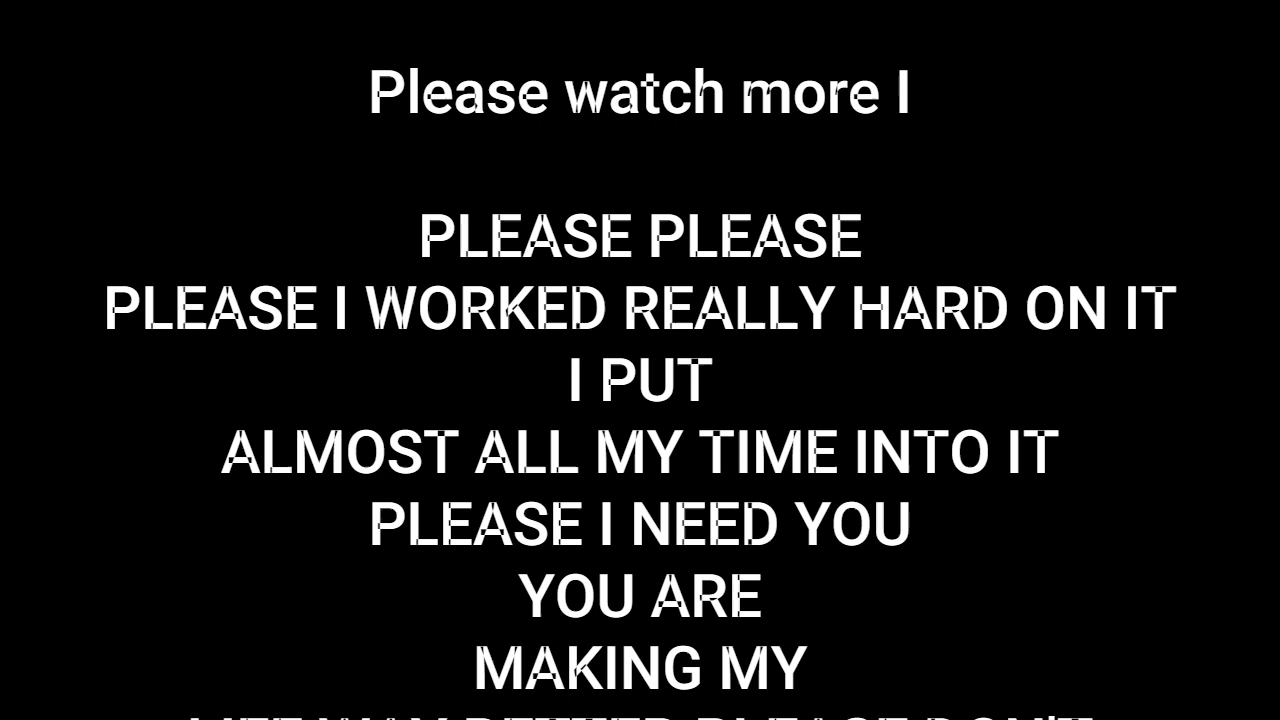 Please watch more I
PLEASE PLEASE
PLEASE I WORKED REALLY HARD ON IT
I PUT
ALMOST ALL MY TIME INTO IT
PLEASE I NEED YOU
YOU ARE
MAKING MY